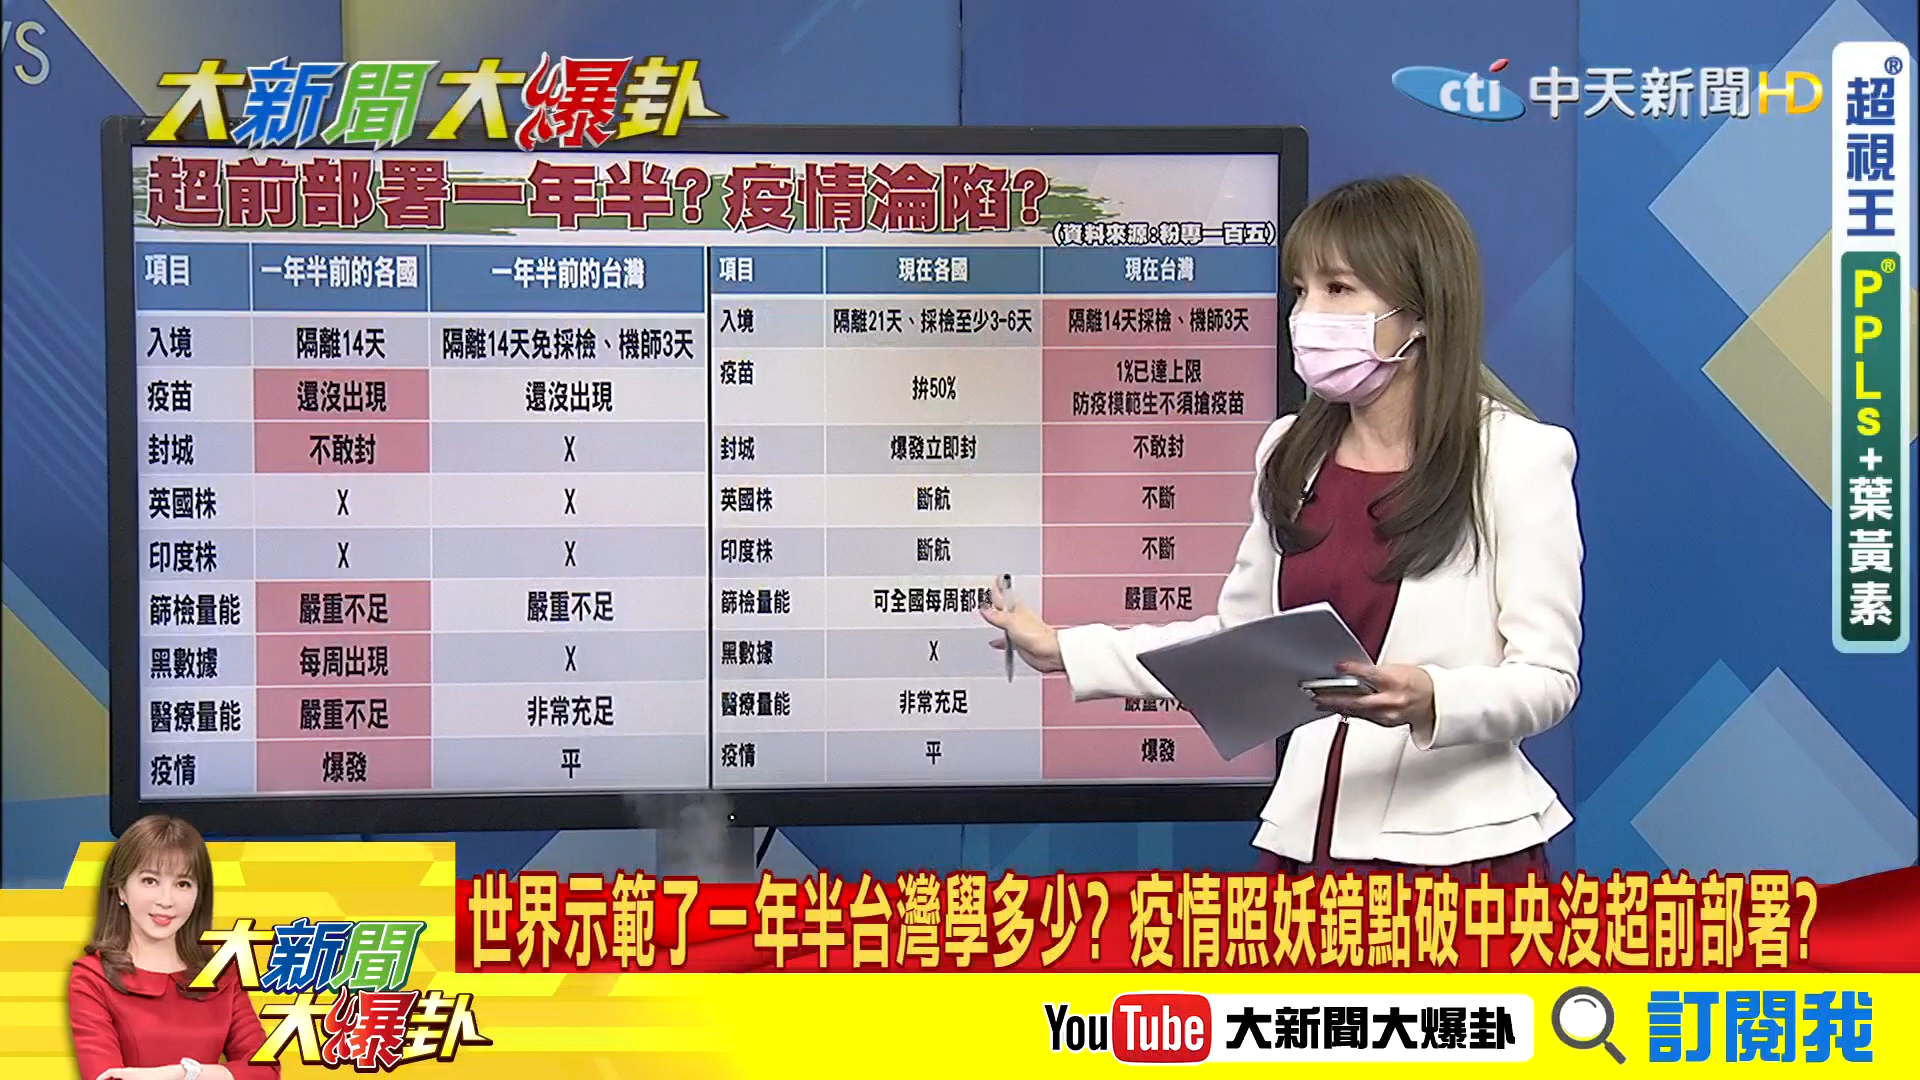 大新聞大爆卦
cti 中天新聞HD
超視王
PPLs+葉黃素
超前部署一年半?疫情淪陷?
(資料來源:粉專一百五)
項目 一年半前的各國 一年半前的台灣
入境 隔離14天 隔離14天免採檢、機師3天
疫苗 還沒出現 還沒出現
封城 不敢封 X
英國株 X X
印度株 X X
篩檢量能 嚴重不足 嚴重不足
黑數據 每周出現 X
醫療量能 嚴重不足 非常充足
疫情 爆發 平
項目 現在各國 現在台灣
入境 隔離21天、採檢至少3-6天 隔離14天採檢、機師3天
疫苗 拚50% 1%已達上限
防疫模範生不須搶疫苗
封城 爆發立即封 不敢封
英國株 斷航 不斷
印度株 斷航 不斷
篩檢量能 可全國每周都 嚴重不足
黑數據 X
醫療量能 非常充足 嚴重不足
疫情 平 爆發
世界示範了一年半台灣學多少?疫情照妖鏡點破中央沒超前部署?
大新聞
大爆卦
YouTube 大新聞大爆卦 訂閱我